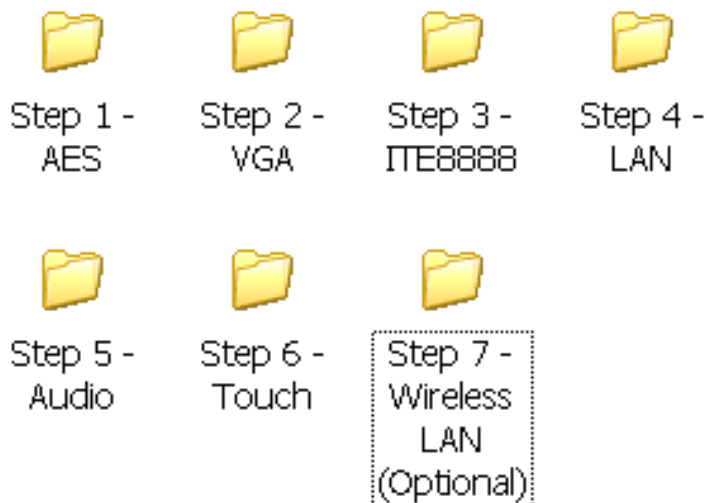 Step 1 -
AES
Step 2 -
VGA
Step 3 -
ITE8888
Step 4 -
LAN
Step 5 -
Audio
Step 6 -
Touch
Step 7 -
Wireless
LAN
(Optional)